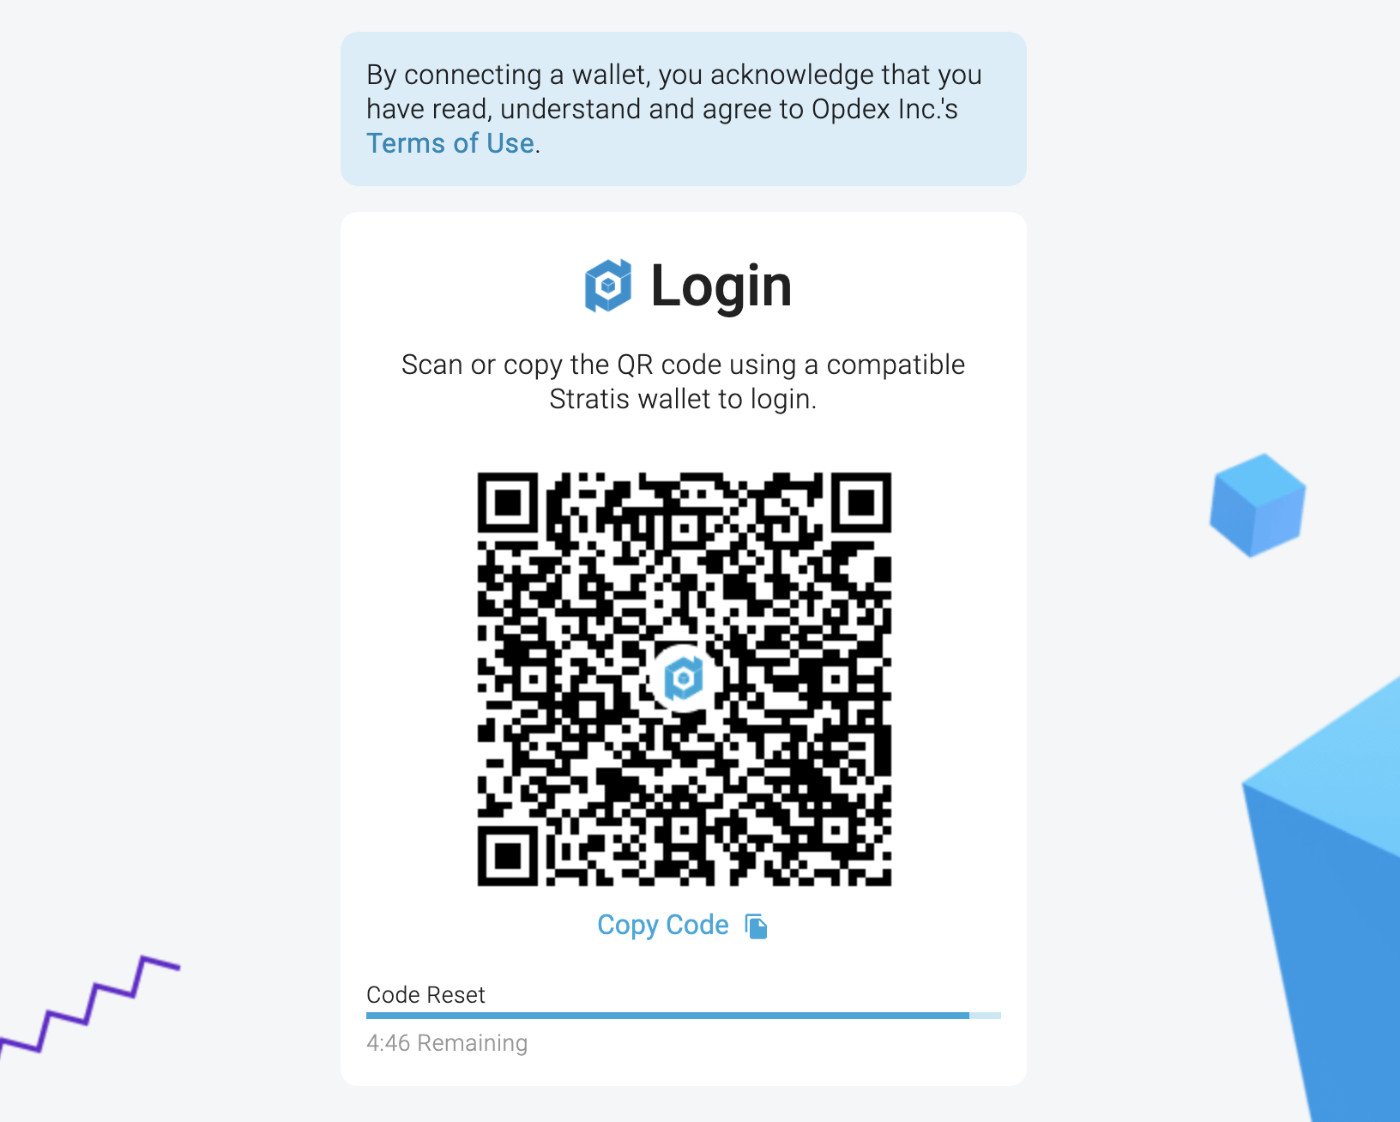 By connecting a wallet, you acknowledge that you
have read, understand and agree to Opdex Inc.'s
Terms of Use.
Login
Scan or copy the QR code using a compatible
Stratis wallet to login.
Copy Code
Code Reset
4:46 Remaining